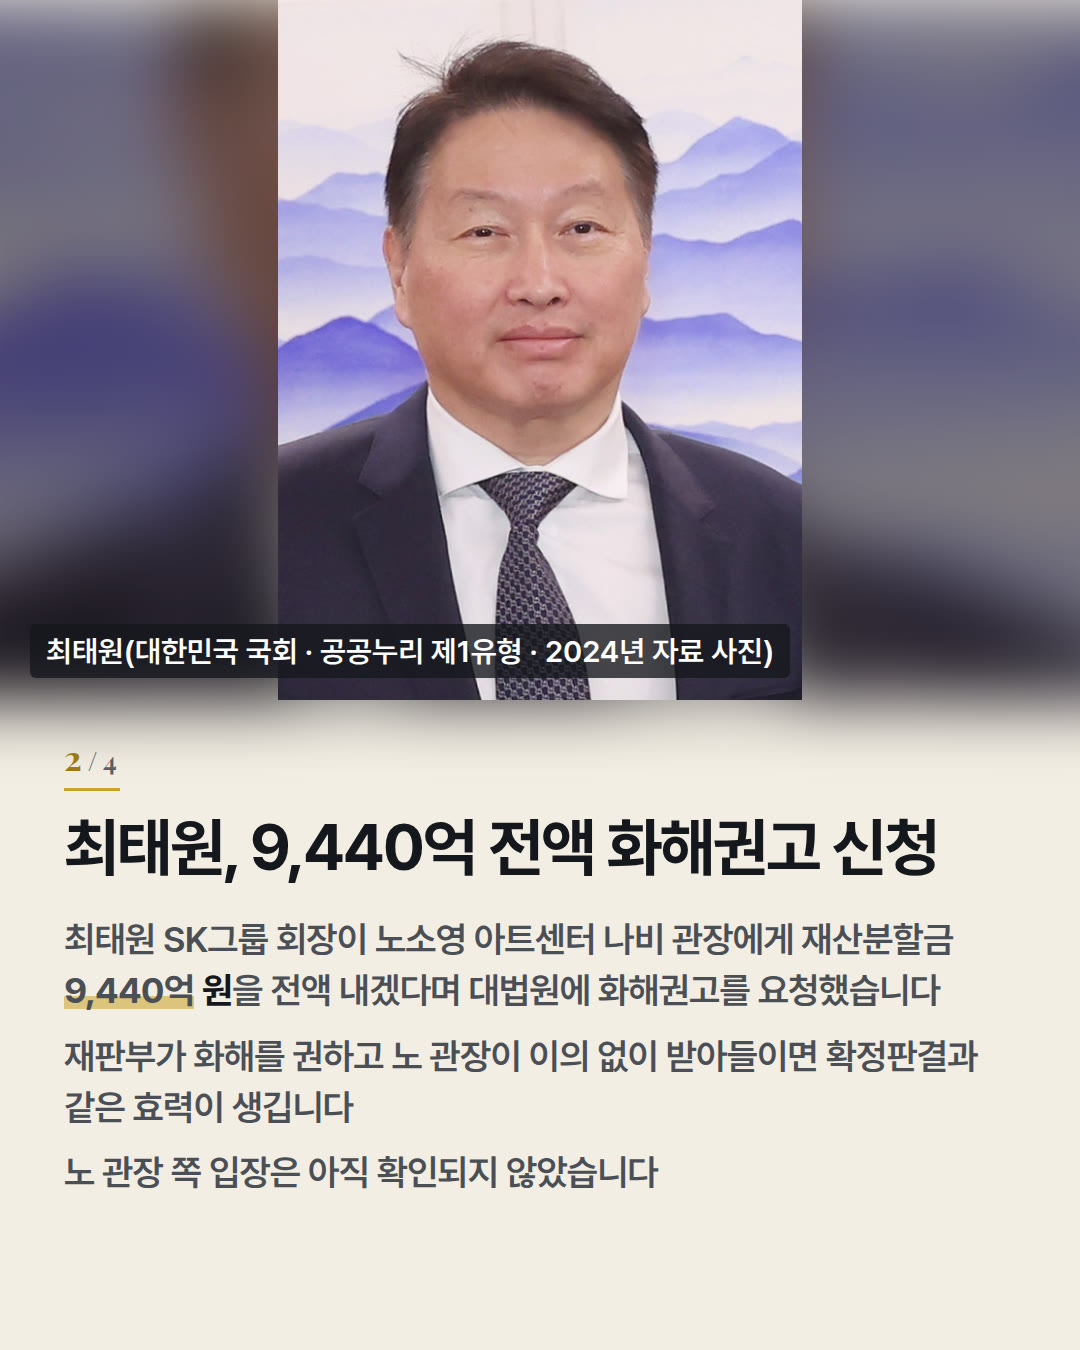 최태원(대한민국 국회 · 공공누리 제1유형 · 2024년 자료 사진)
2 / 4
최태원, 9,440억 전액 화해권고 신청
최태원 SK그룹 회장이 노소영 아트센터 나비 관장에게 재산분할금
9,440억 원을 전액 내겠다며 대법원에 화해권고를 요청했습니다
재판부가 화해를 권하고 노 관장이 이의 없이 받아들이면 확정판결과
같은 효력이 생깁니다
노 관장 쪽 입장은 아직 확인되지 않았습니다